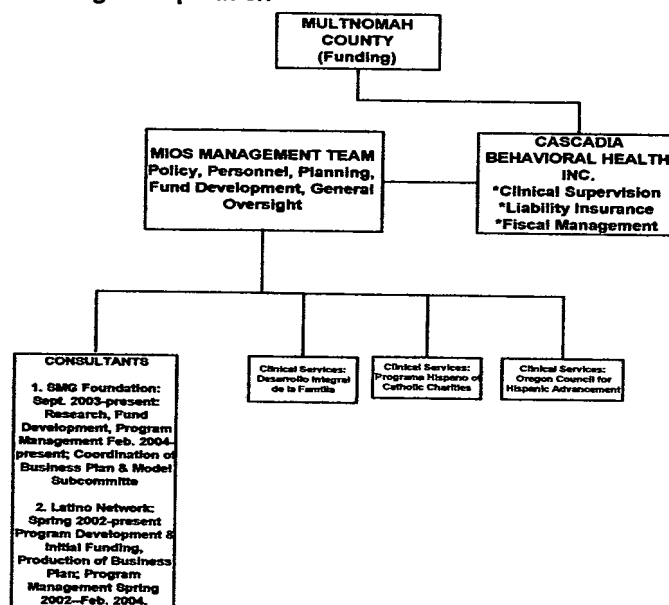 MULTNOMAH
COUNTY
(Funding)
MIOS MANAGEMENT TEAM
Policy, Personnel, Planning,
Fund Development, General
Oversight
CASCADIA
BEHAVIORAL HEALTH
INC.
*Clinical Supervision
*Liability Insurance
*Fiscal Management
CONSULTANTS
1. SMG Foundation:
Sept. 2003-present:
Research, Fund
Development, Program
Management Feb. 2004-
present; Coordination of
Business Plan & Model
Subcommitte
2. Latino Network:
Spring 2002-present
Program Development &
Initial Funding,
Production of Business
Plan; Program
Management Spring
2002--Feb. 2004.
Clinical Services:
Desarrollo Integral
de la Familia
Clinical Services:
Programa Hispano of
Catholic Charities
Clinical Services:
Oregon Council for
Hispanic Advancement